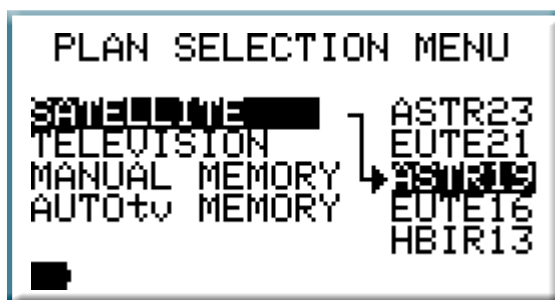 PLAN SELECTION MENU
SATELLITE ASTR23
TELEVISION EUTE21
MANUAL MEMORY ASTR19
AUTOtv MEMORY EUTE16
HBIR13